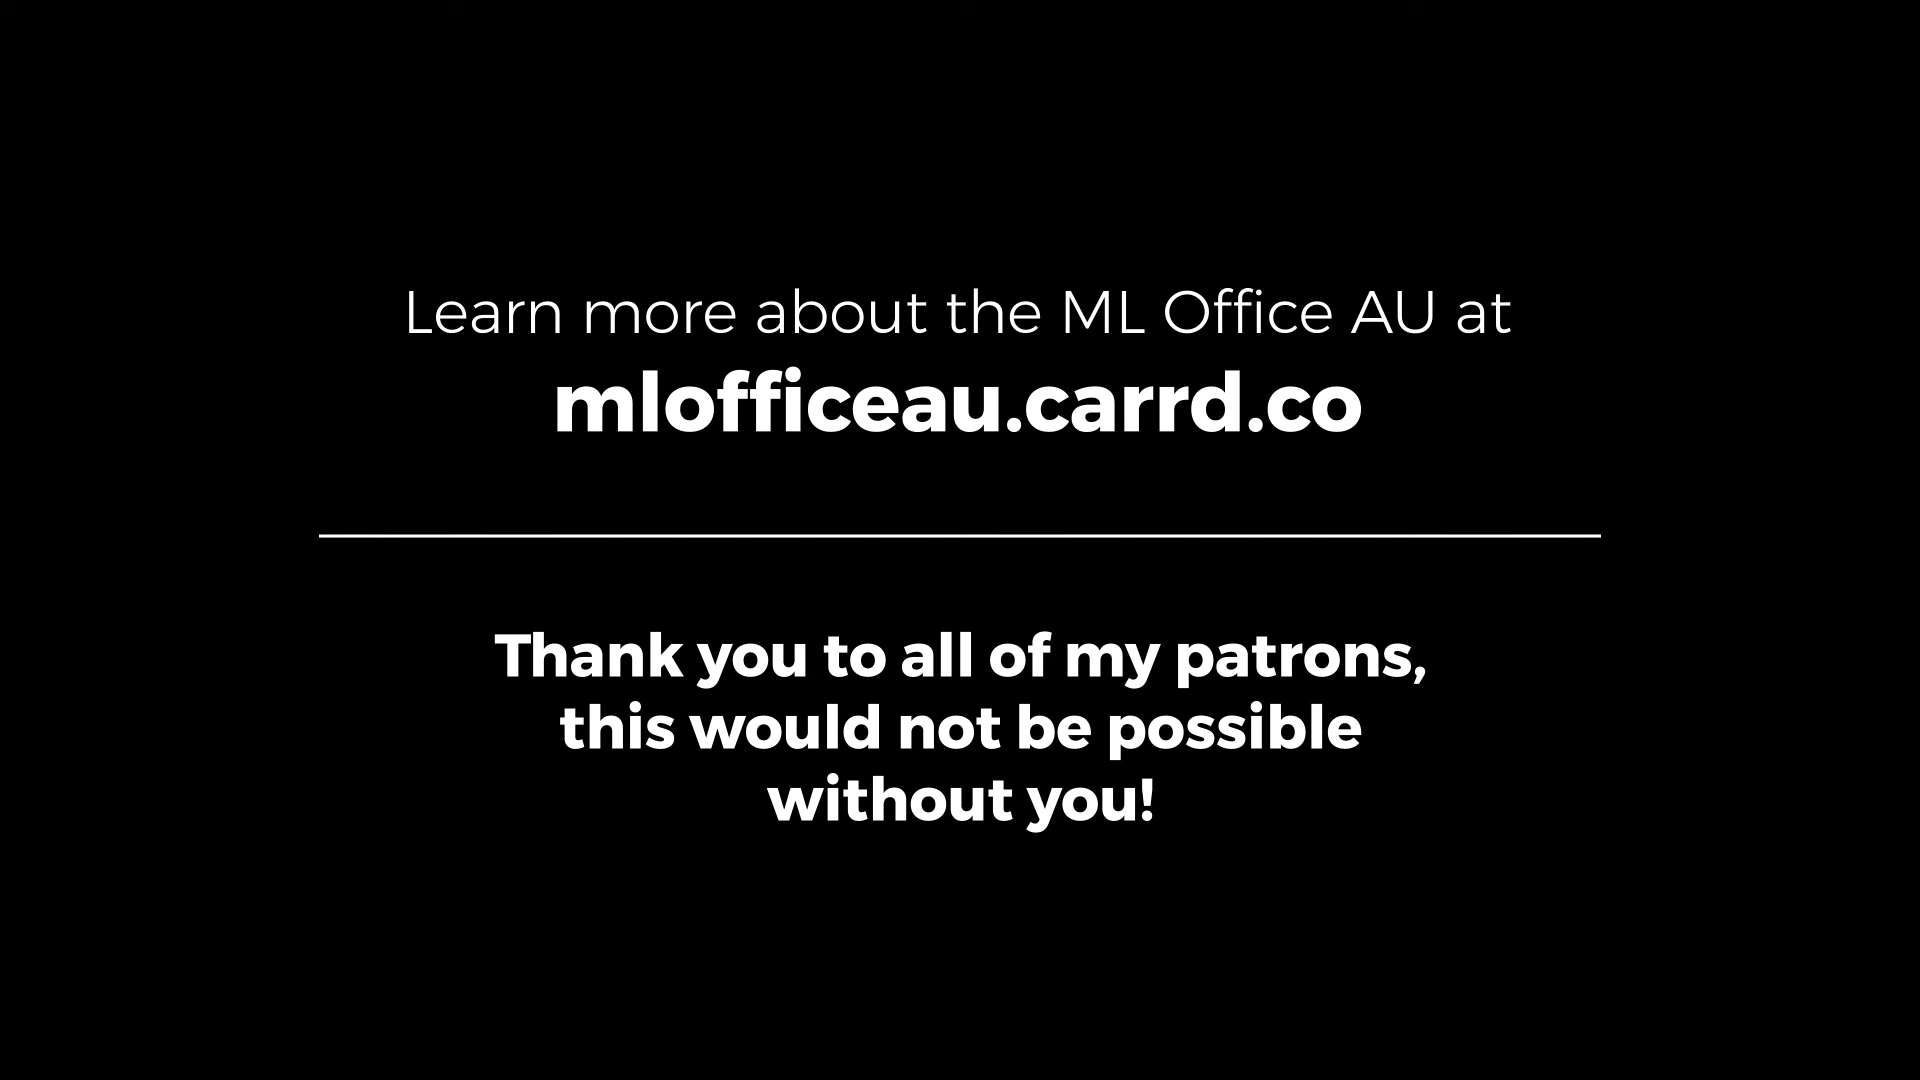 Learn more about the ML Office AU at
mlofficeau.carrd.co
Thank you to all of my patrons,
this would not be possible
without you!